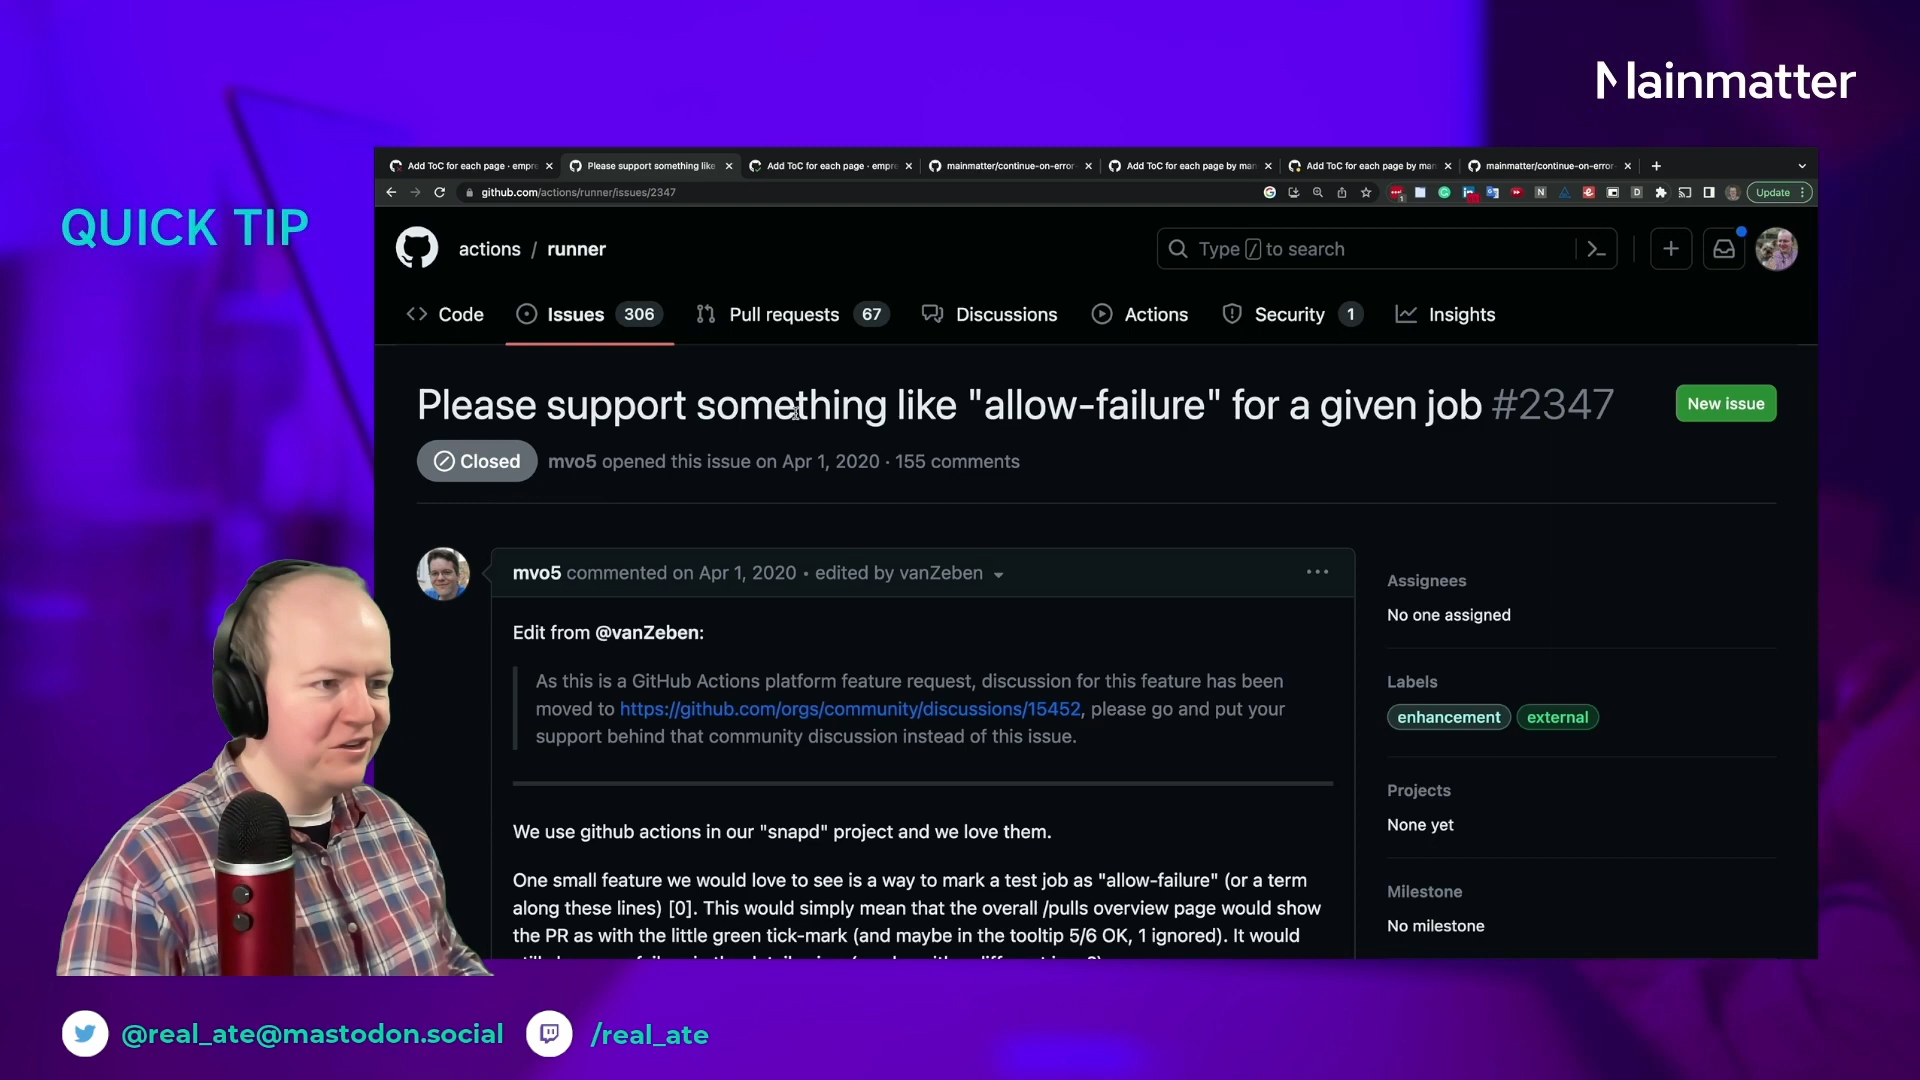 Mainmatter
QUICK TIP
Add ToC for each page · empre
Please support something like
Add ToC for each page · empre
mainmatter/continue-on-error-
Add ToC for each page by man
Add ToC for each page by man
mainmatter/continue-on-error-
github.com/actions/runner/issues/2347
Update
actions / runner
Type / to search
Code
Issues 306
Pull requests 67
Discussions
Actions
Security 1
Insights
Please support something like "allow-failure" for a given job #2347
New issue
Closed
mvo5 opened this issue on Apr 1, 2020 · 155 comments
mvo5 commented on Apr 1, 2020 • edited by vanZeben
Edit from @vanZeben:
As this is a GitHub Actions platform feature request, discussion for this feature has been
moved to https://github.com/orgs/community/discussions/15452, please go and put your
support behind that community discussion instead of this issue.
We use github actions in our "snapd" project and we love them.
One small feature we would love to see is a way to mark a test job as "allow-failure" (or a term
along these lines) [0]. This would simply mean that the overall /pulls overview page would show
the PR as with the little green tick-mark (and maybe in the tooltip 5/6 OK, 1 ignored). It would
Assignees
No one assigned
Labels
enhancement
external
Projects
None yet
Milestone
No milestone
@real_ate@mastodon.social
/real_ate